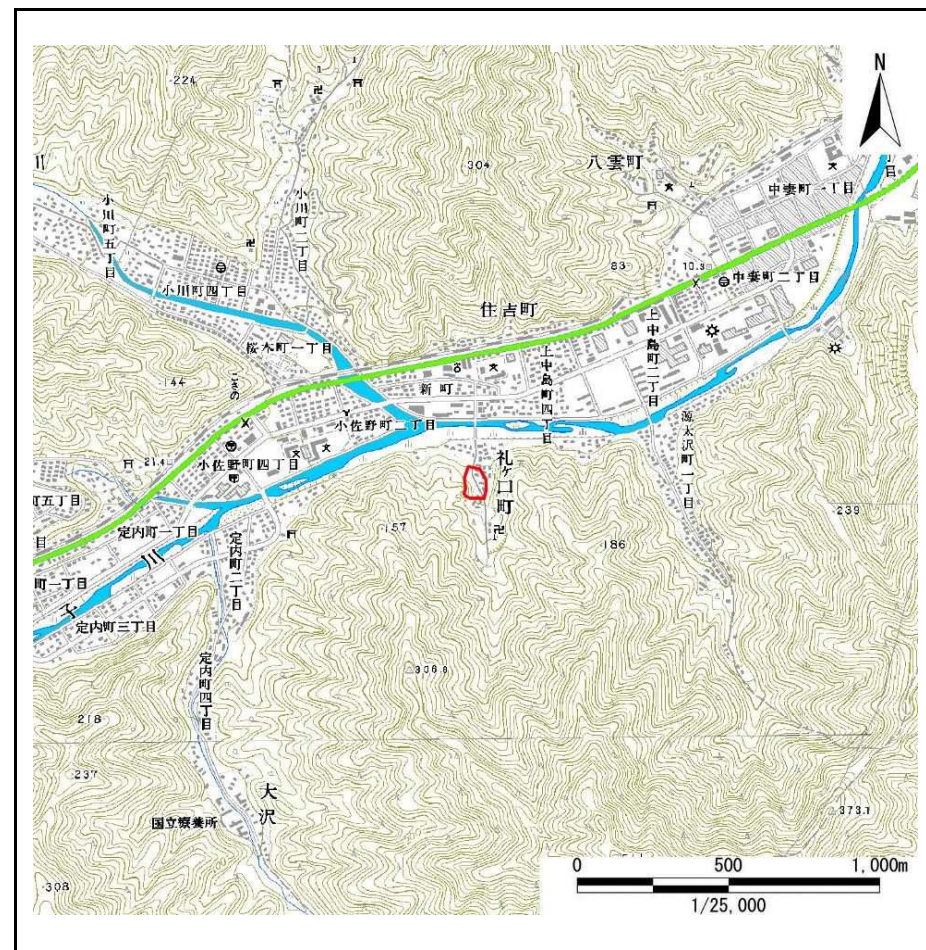 224
N
304
八雲町
中妻町一丁目
小川町五丁目
小川町二丁目
83
10.3
中妻町二丁目
小川町四丁目
住吉町
上中島町二丁目
上中島町四丁目
桜木町一丁目
144
こさの
新町
小佐野町二丁目
源太沢町一丁目
21.4
小佐野町四丁目
礼ヶ口町
239
町五丁目
157
186
定内町一丁目
定内町二丁目
川
子
町一丁目
定内町三丁目
306.8
定内町四丁目
218
237
大沢
国立療養所
373.1
308
0 500 1,000m
1/25,000